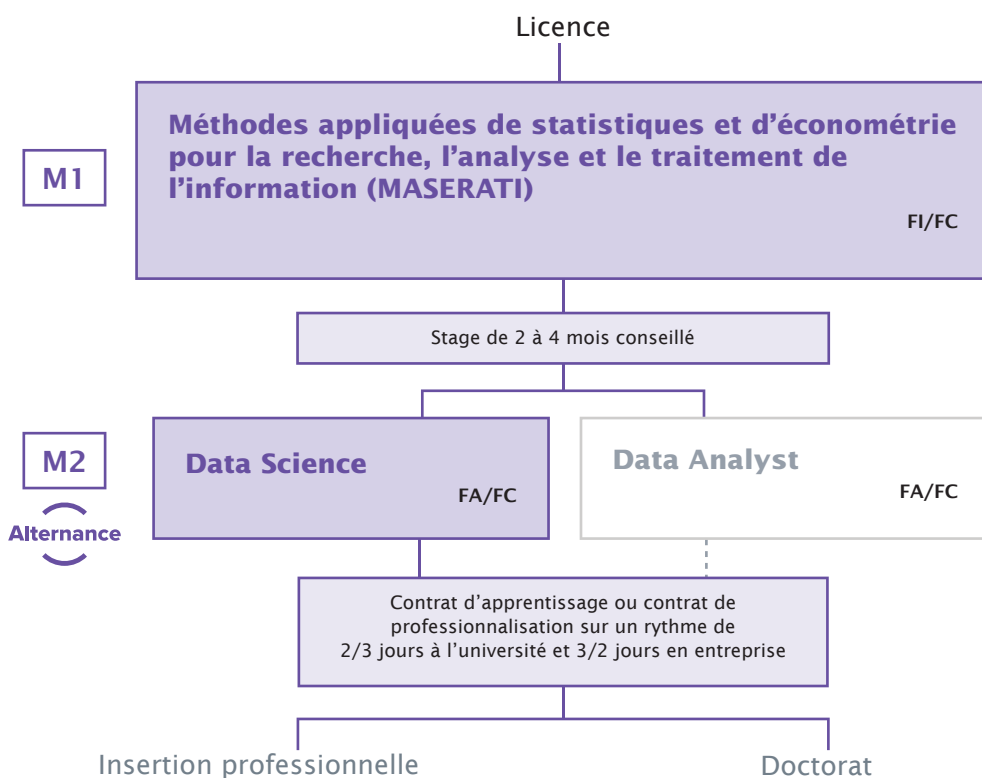 Licence
M1
Méthodes appliquées de statistiques et d'économétrie
pour la recherche, l'analyse et le traitement de
l'information (MASERATI)
FI/FC
Stage de 2 à 4 mois conseillé
M2
Alternance
Data Science
FA/FC
Data Analyst
FA/FC
Contrat d'apprentissage ou contrat de
professionnalisation sur un rythme de
2/3 jours à l'université et 3/2 jours en entreprise
Insertion professionnelle
Doctorat